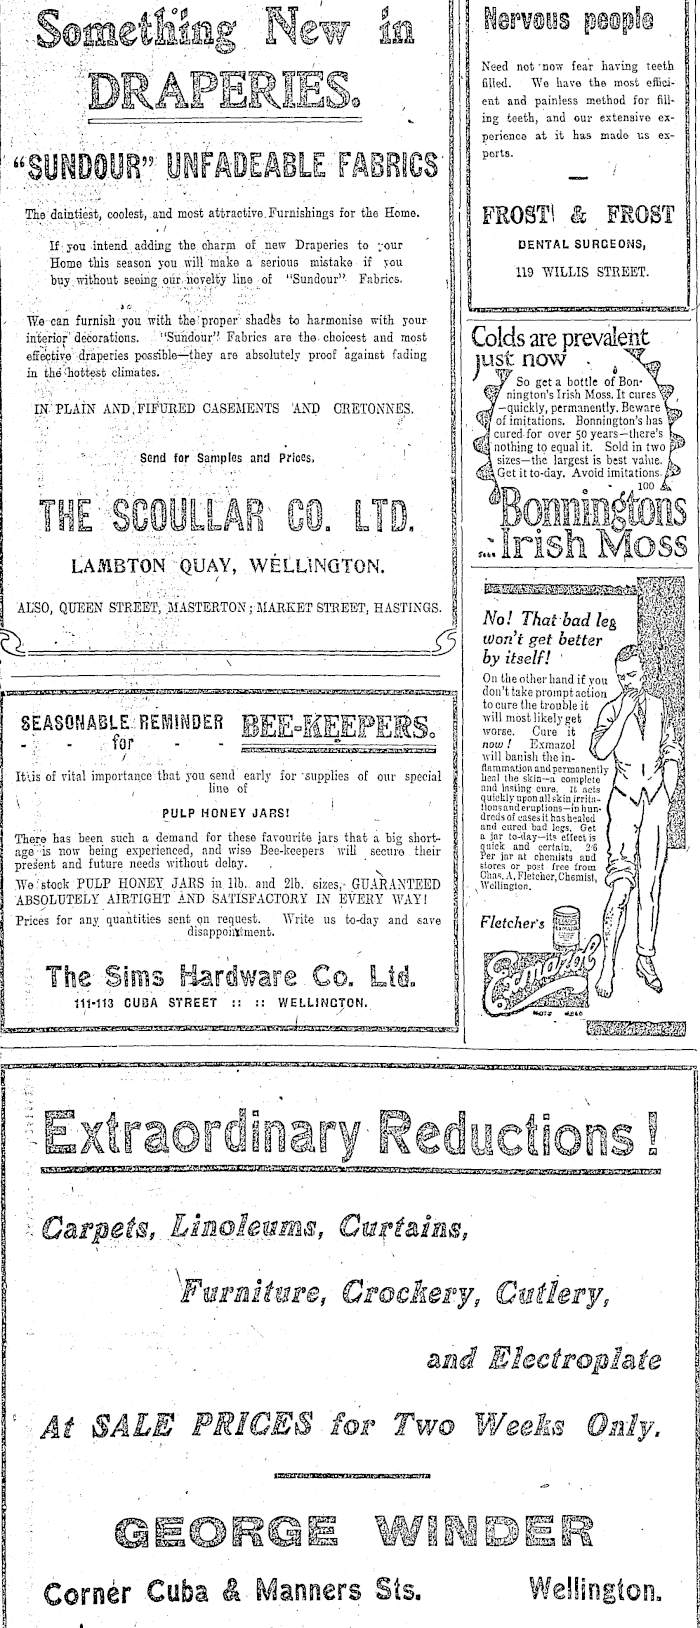 Something New in
DRAPERIES.
"SUNDOUR" UNFADEABLE FABRICS
The daintiest, coolest, and most attractive Furnishings for the Home.
If you intend adding the charm of new Draperies to your
Home this season you will make a serious mistake if you
buy without seeing our novelty line of "Sundour" Fabrics.
We can furnish you with the proper shades to harmonise with your
interior decorations. "Sundour" Fabrics are the choicest and most
effective draperies possible—they are absolutely proof against fading
in the hottest climates.
IN PLAIN AND FIFURED CASEMENTS AND CRETONNES.
Send for Samples and Prices.
THE SCOULLAR CO. LTD.
LAMBTON QUAY, WELLINGTON.
ALSO, QUEEN STREET, MASTERTON; MARKET STREET, HASTINGS.
SEASONABLE REMINDER
- - for - -
BEE-KEEPERS.
It is of vital importance that you send early for supplies of our special
line of
PULP HONEY JARS!
There has been such a demand for these favourite jars that a big short-
age is now being experienced, and wise Bee-keepers will secure their
present and future needs without delay.
We stock PULP HONEY JARS in 1lb. and 2lb. sizes, GUARANTEED
ABSOLUTELY AIRTIGHT AND SATISFACTORY IN EVERY WAY!
Prices for any quantities sent on request. Write us to-day and save
disappointment.
The Sims Hardware Co. Ltd.
111-113 CUBA STREET :: :: WELLINGTON.
Nervous people
Need not now fear having teeth
filled. We have the most effici-
ent and painless method for fill-
ing teeth, and our extensive ex-
perience at it has made us ex-
perts.
FROST & FROST
DENTAL SURGEONS,
119 WILLIS STREET.
Colds are prevalent
just now
So get a bottle of Bon-
nington's Irish Moss. It cures
—quickly, permanently. Beware
of imitations. Bonnington's has
cured for over 50 years—there's
nothing to equal it. Sold in two
sizes—the largest is best value.
Get it to-day. Avoid imitations.
100
Bonningtons
Irish Moss
No! That bad leg
won't get better
by itself!
On the other hand if you
don't take prompt action
to cure the trouble it
will most likely get
worse. Cure it
now! Exmazol
will banish the in-
flammation and permanently
heal the skin—a complete
and lasting cure. It acts
quickly upon all skin irrita-
tions and eruptions—in hun-
dreds of cases it has healed
and cured bad legs. Get
a jar to-day—its effect is
quick and certain. 2/6
Per jar at chemists and
stores or post free from
Chas. A. Fletcher, Chemist,
Wellington.
Fletcher's
Exmazol
Extraordinary Reductions!
Carpets, Linoleums, Curtains,
Furniture, Crockery, Cutlery,
and Electroplate
At SALE PRICES for Two Weeks Only.
GEORGE WINDER
Corner Cuba & Manners Sts. Wellington.